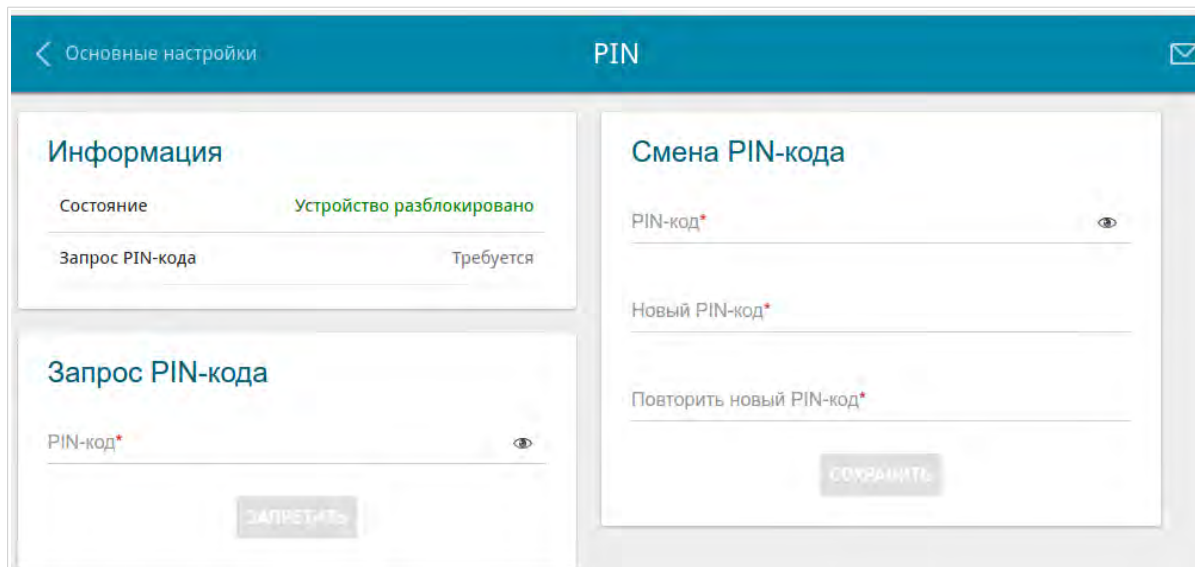 Основные настройки
PIN
Информация
Состояние Устройство разблокировано
Запрос PIN-кода Требуется
Запрос PIN-кода
PIN-код*
ЗАПРЕТИТЬ
Смена PIN-кода
PIN-код*
Новый PIN-код*
Повторить новый PIN-код*
СОХРАНИТЬ